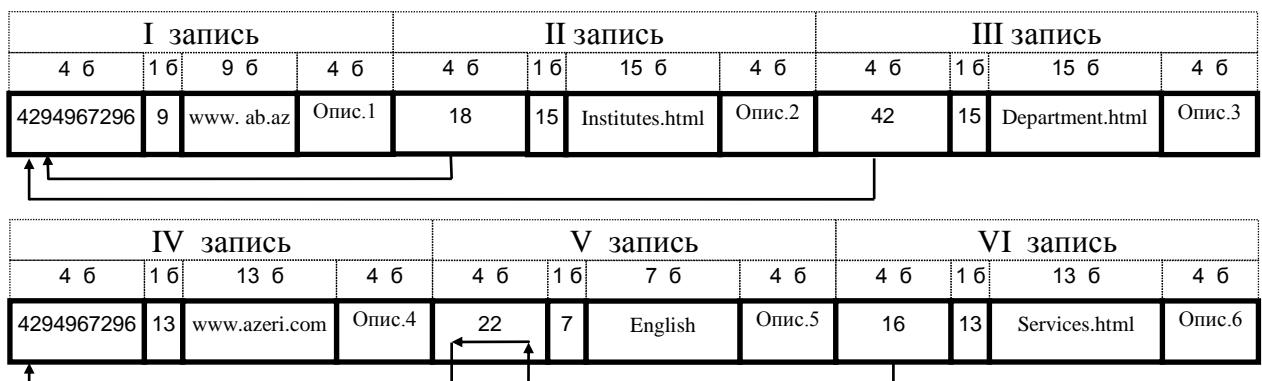 I запись II запись III запись
4 б 1 б 9 б 4 б 4 б 1 б 15 б 4 б 4 б 1 б 15 б 4 б
4294967296 9 www. ab.az Опис.1 18 15 Institutes.html Опис.2 42 15 Department.html Опис.3
IV запись V запись VI запись
4 б 1 б 13 б 4 б 4 б 1 б 7 б 4 б 4 б 1 б 13 б 4 б
4294967296 13 www.azeri.com Опис.4 22 7 English Опис.5 16 13 Services.html Опис.6